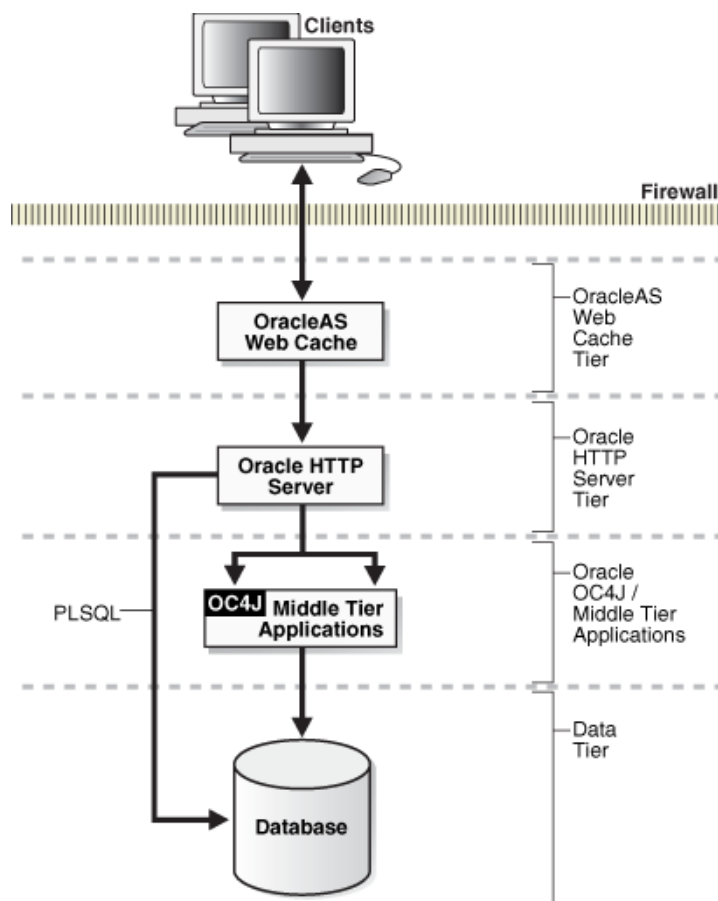 Clients
Firewall
OracleAS
Web Cache
OracleAS
Web
Cache
Tier
Oracle HTTP
Server
Oracle
HTTP
Server
Tier
PLSQL
OC4J Middle Tier
Applications
Oracle
OC4J /
Middle Tier
Applications
Data
Tier
Database